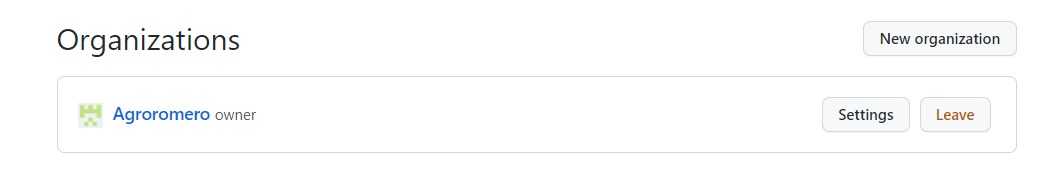 Organizations
New organization
Agroromero owner
Settings
Leave